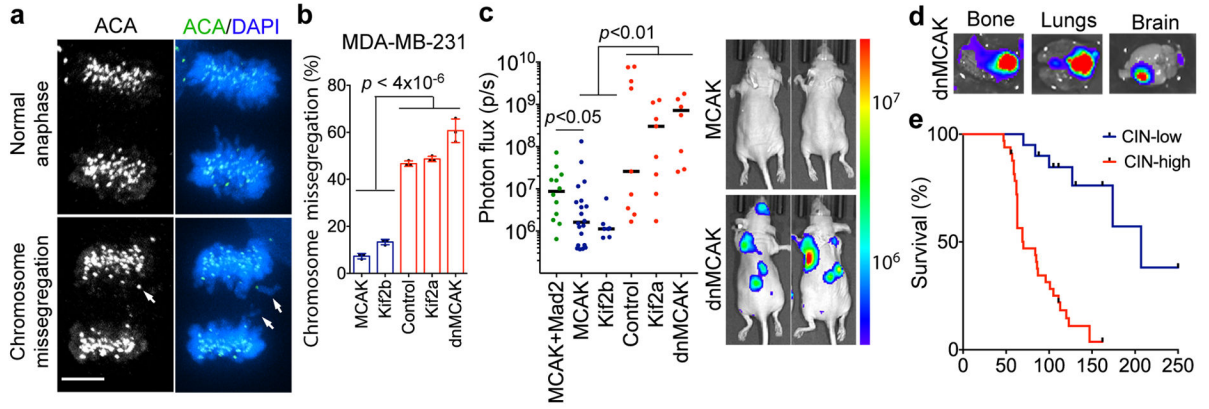 a
ACA
ACA/DAPI
Normal
anaphase
Chromosome
missegregation
b
MDA-MB-231
Chromosome missegregation (%)
p < 4x10-6
80
60
40
20
0
MCAK
Kif2b
Control
Kif2a
dnMCAK
c
Photon flux (p/s)
p<0.01
p<0.05
10¹⁰
10⁹
10⁸
10⁷
10⁶
MCAK+Mad2
MCAK
Kif2b
Control
Kif2a
dnMCAK
MCAK
dnMCAK
10⁷
10⁶
d
Bone
Lungs
Brain
dnMCAK
e
CIN-low
CIN-high
Survival (%)
100
50
0
0
50
100
150
200
250